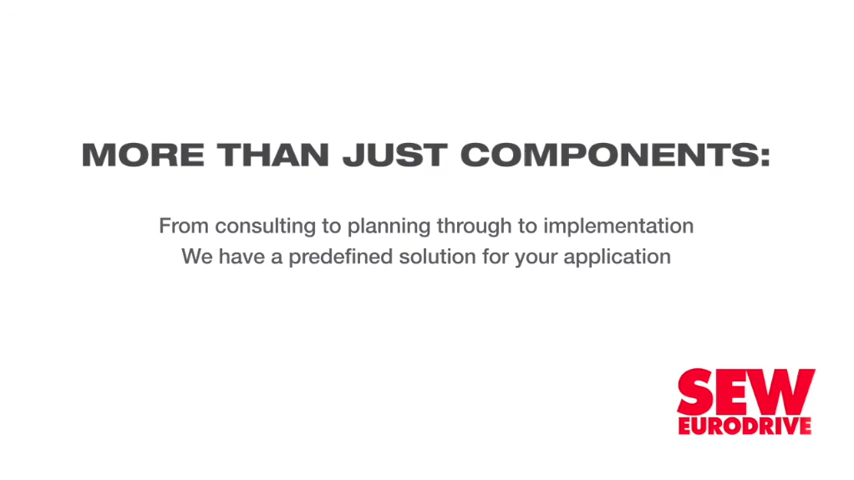 MORE THAN JUST COMPONENTS:
From consulting to planning through to implementation
We have a predefined solution for your application
SEW
EURODRIVE